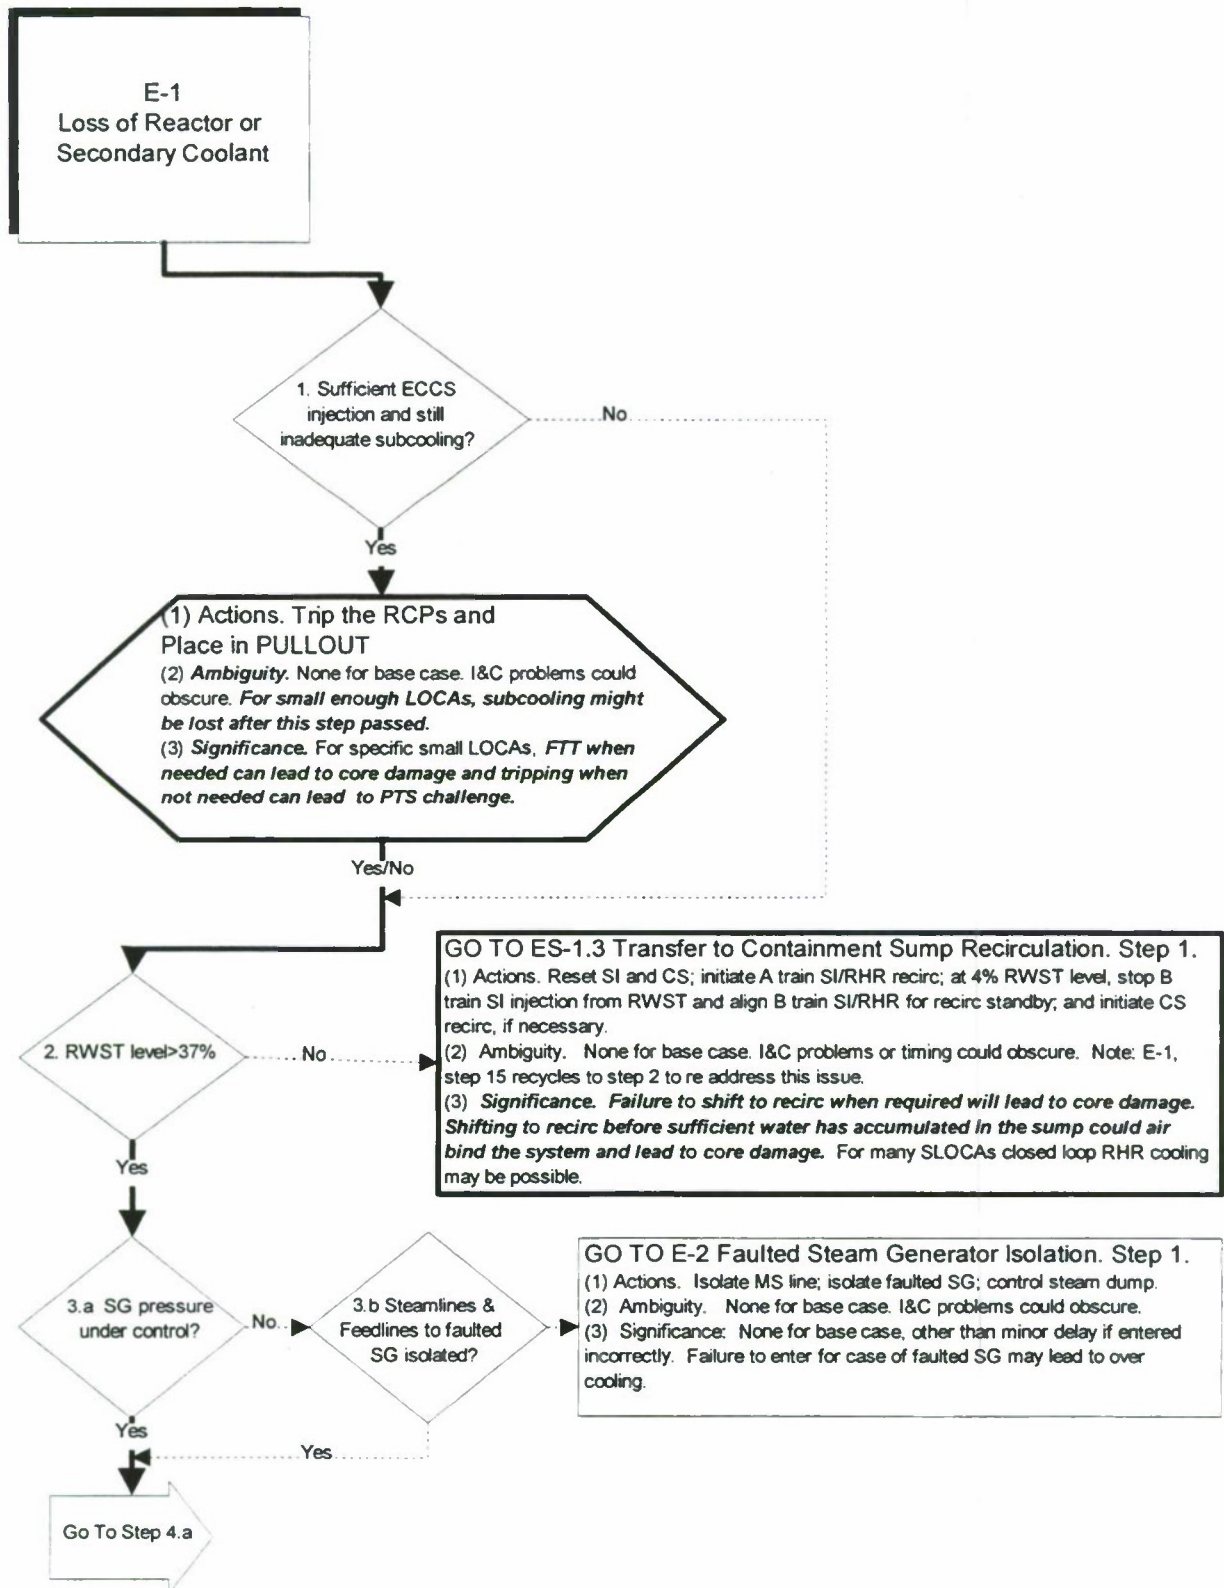 E-1
Loss of Reactor or
Secondary Coolant
1. Sufficient ECCS
injection and still
inadequate subcooling?
No
Yes
(1) Actions. Trip the RCPs and
Place in PULLOUT
(2) Ambiguity. None for base case. I&C problems could
obscure. For small enough LOCAs, subcooling might
be lost after this step passed.
(3) Significance. For specific small LOCAs, FTT when
needed can lead to core damage and tripping when
not needed can lead to PTS challenge.
Yes/No
2. RWST level>37%
No
GO TO ES-1.3 Transfer to Containment Sump Recirculation. Step 1.
(1) Actions. Reset SI and CS; initiate A train SI/RHR recirc; at 4% RWST level, stop B
train SI injection from RWST and align B train SI/RHR for recirc standby; and initiate CS
recirc, if necessary.
(2) Ambiguity. None for base case. I&C problems or timing could obscure. Note: E-1,
step 15 recycles to step 2 to re address this issue.
(3) Significance. Failure to shift to recirc when required will lead to core damage.
Shifting to recirc before sufficient water has accumulated in the sump could air
bind the system and lead to core damage. For many SLOCAs closed loop RHR cooling
may be possible.
Yes
3.a SG pressure
under control?
No
3.b Steamlines &
Feedlines to faulted
SG isolated?
GO TO E-2 Faulted Steam Generator Isolation. Step 1.
(1) Actions. Isolate MS line; isolate faulted SG; control steam dump.
(2) Ambiguity. None for base case. I&C problems could obscure.
(3) Significance: None for base case, other than minor delay if entered
incorrectly. Failure to enter for case of faulted SG may lead to over
cooling.
Yes
Yes
Go To Step 4.a